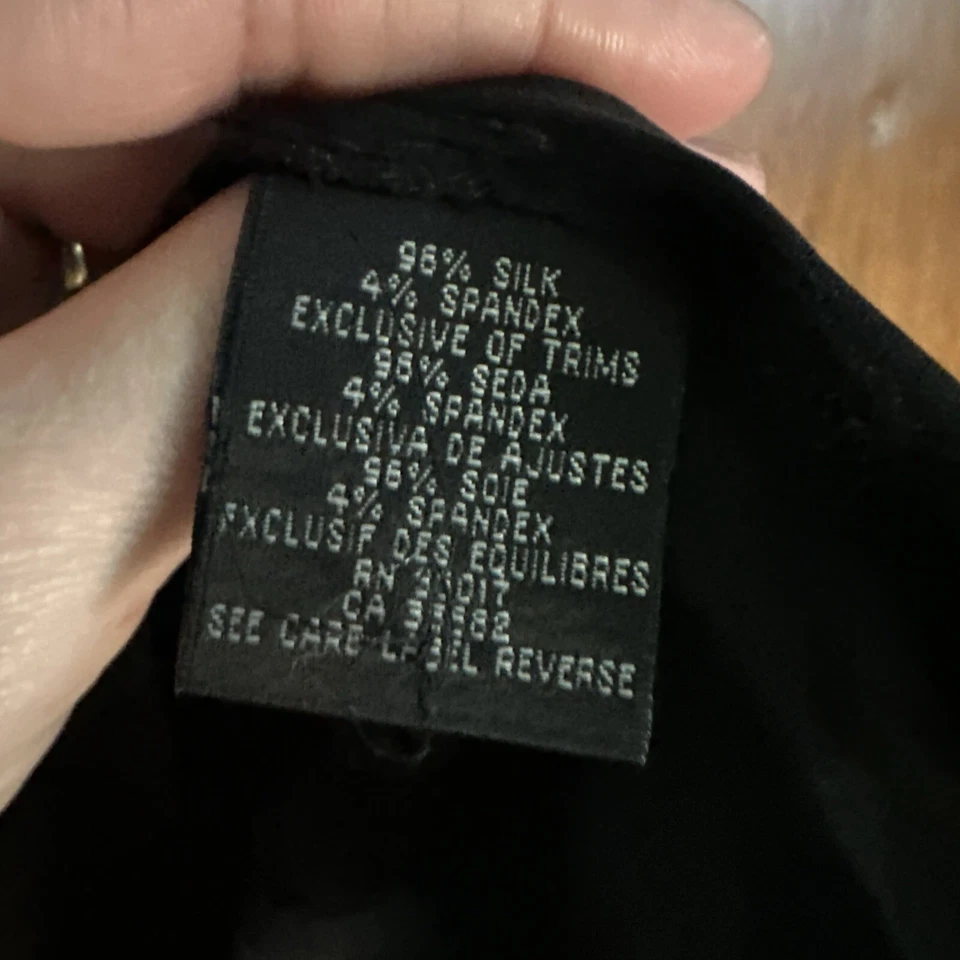 96% SILK
4% SPANDEX
EXCLUSIVE OF TRIMS
96% SEDA
4% SPANDEX
EXCLUSIVA DE AJUSTES
96% SOIE
4% SPANDEX
EXCLUSIF DES EQUILIBRES
RN
CA
SEE CARE LABEL REVERSE